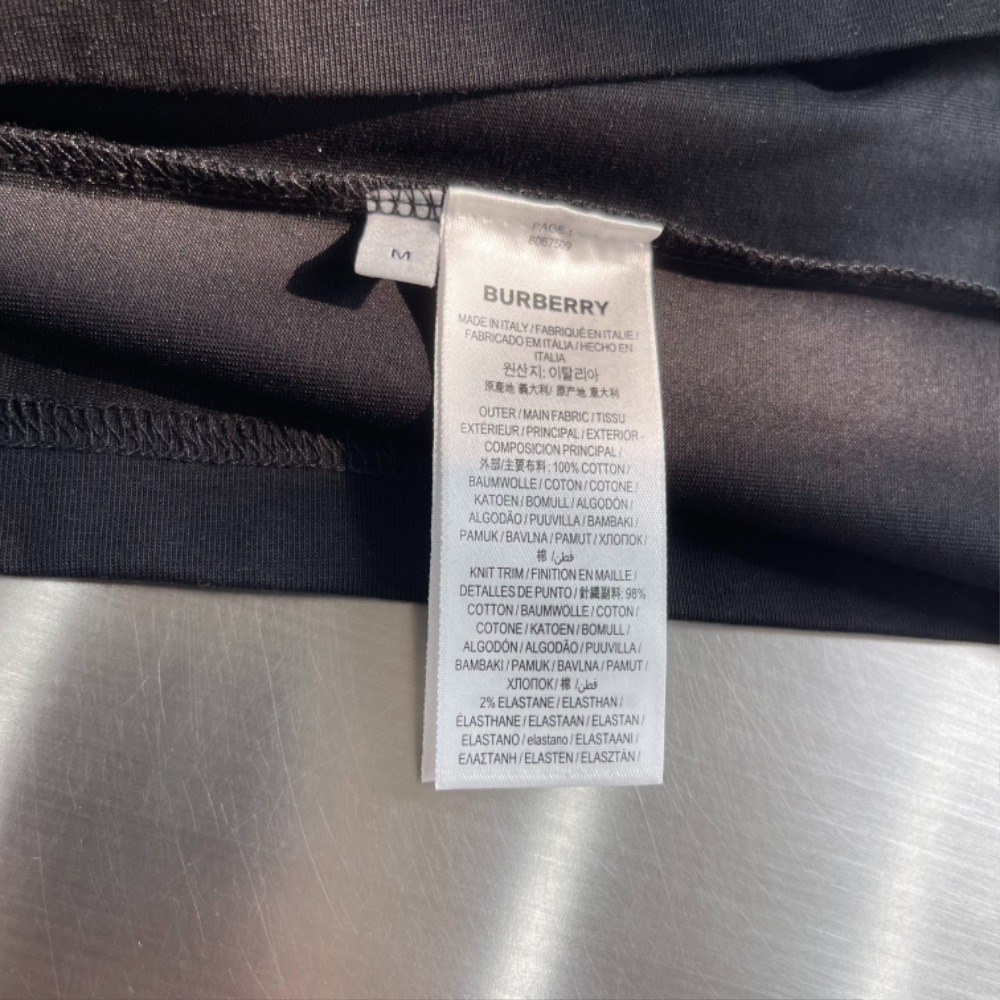 PAGE 1
8067509
M
BURBERRY
MADE IN ITALY / FABRIQUÉ EN ITALIE /
FABRICADO EM ITÁLIA / HECHO EN
ITALIA
원산지: 이탈리아
原產地 義大利/ 原产地 意大利
OUTER / MAIN FABRIC / TISSU
EXTÉRIEUR / PRINCIPAL / EXTERIOR -
COMPOSICION PRINCIPAL /
外部/主要布料: 100% COTTON /
BAUMWOLLE / COTON / COTONE /
KATOEN / BOMULL / ALGODÓN /
ALGODÃO / PUUVILLA / BAMBAKI /
PAMUK / BAVLNA / PAMUT / ХЛОПОК /
棉 / قطن /
KNIT TRIM / FINITION EN MAILLE /
DETALLES DE PUNTO / 針織副料: 98%
COTTON / BAUMWOLLE / COTON /
COTONE / KATOEN / BOMULL /
ALGODÓN / ALGODÃO / PUUVILLA /
BAMBAKI / PAMUK / BAVLNA / PAMUT /
ХЛОПОК / 棉 / قطن /
2% ELASTANE / ELASTHAN /
ÉLASTHANE / ELASTAAN / ELASTAN /
ELASTANO / elastano / ELASTAANI /
ΕΛΑΣΤΑΝΗ / ELASTEN / ELASZTÁN /